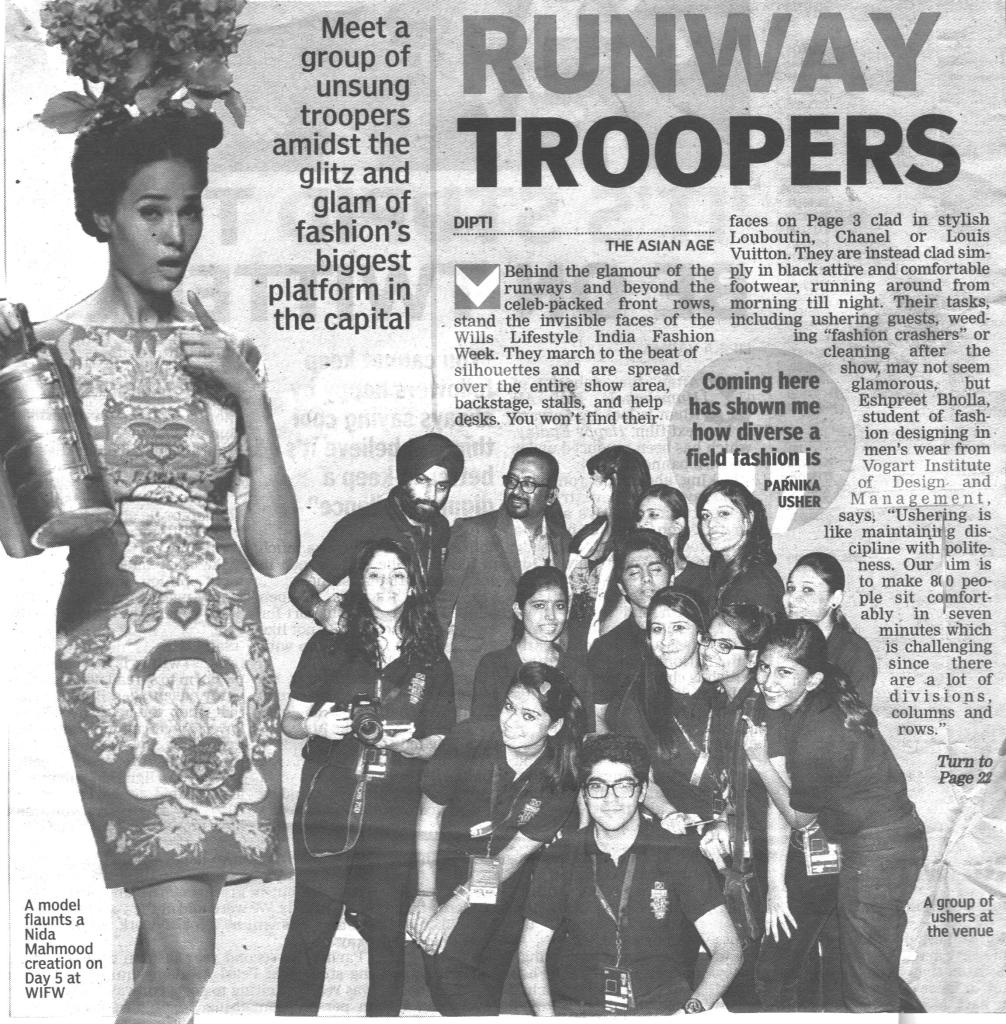 Meet a
group of
unsung
troopers
amidst the
glitz and
glam of
fashion's
biggest
platform in
the capital
RUNWAY
TROOPERS
DIPTI
THE ASIAN AGE
Behind the glamour of the
runways and beyond the
celeb-packed front rows,
stand the invisible faces of the
Wills Lifestyle India Fashion
Week. They march to the beat of
silhouettes and are spread
over the entire show area,
backstage, stalls, and help
desks. You won't find their
faces on Page 3 clad in stylish
Louboutin, Chanel or Louis
Vuitton. They are instead clad sim-
ply in black attire and comfortable
footwear, running around from
morning till night. Their tasks,
including ushering guests, weed-
ing "fashion crashers" or
cleaning after the
show, may not seem
glamorous, but
Eshpreet Bholla,
student of fash-
ion designing in
men's wear from
Vogart Institute
of Design and
Management,
says, "Ushering is
like maintaining dis-
cipline with polite-
ness. Our aim is
to make 800 peo-
ple sit comfort-
ably in seven
minutes which
is challenging
since there
are a lot of
divisions,
columns and
rows."
Turn to
Page 22
Coming here
has shown me
how diverse a
field fashion is
PARNIKA
USHER
A model
flaunts a
Nida
Mahmood
creation on
Day 5 at
WIFW
A group of
ushers at
the venue